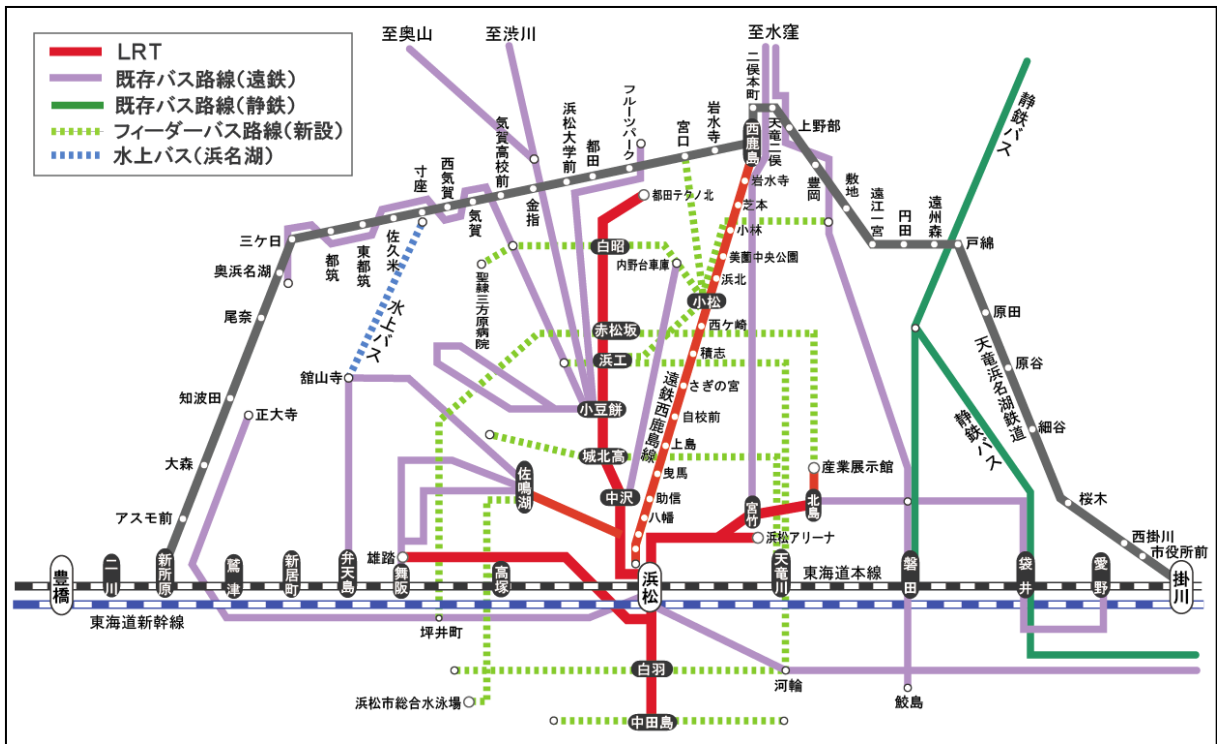 LRT
既存バス路線(遠鉄)
既存バス路線(静鉄)
フィーダーバス路線(新設)
水上バス(浜名湖)
至奥山
至渋川
至水窪
二俣本町
天竜二俣
上野部
豊岡
敷地
遠江一宮
円田
遠州森
戸綿
原田
原谷
細谷
桜木
西掛川
市役所前
掛川
天竜浜名湖鉄道
静鉄バス
静鉄バス
西鹿島
岩水寺
宮口
フルーツパーク
都田
浜松大学前
金指
気賀高校前
気賀
西気賀
寸座
佐久米
東都筑
都筑
三ケ日
奥浜名湖
尾奈
知波田
大森
アスモ前
新所原
水上バス
舘山寺
正大寺
都田テクノ北
白昭
内野台車庫
聖隷三方原病院
赤松坂
浜工
小豆餅
城北高
中沢
佐鳴湖
岩水寺
芝本
小林
美薗中央公園
浜北
小松
西ケ崎
積志
さぎの宮
自校前
上島
曳馬
助信
八幡
遠鉄西鹿島線
産業展示館
北島
宮竹
浜松アリーナ
雄踏
豊橋
二川
鷲津
新居町
弁天島
舞阪
高塚
浜松
天竜川
磐田
袋井
愛野
東海道本線
東海道新幹線
坪井町
白羽
河輪
鮫島
浜松市総合水泳場
中田島